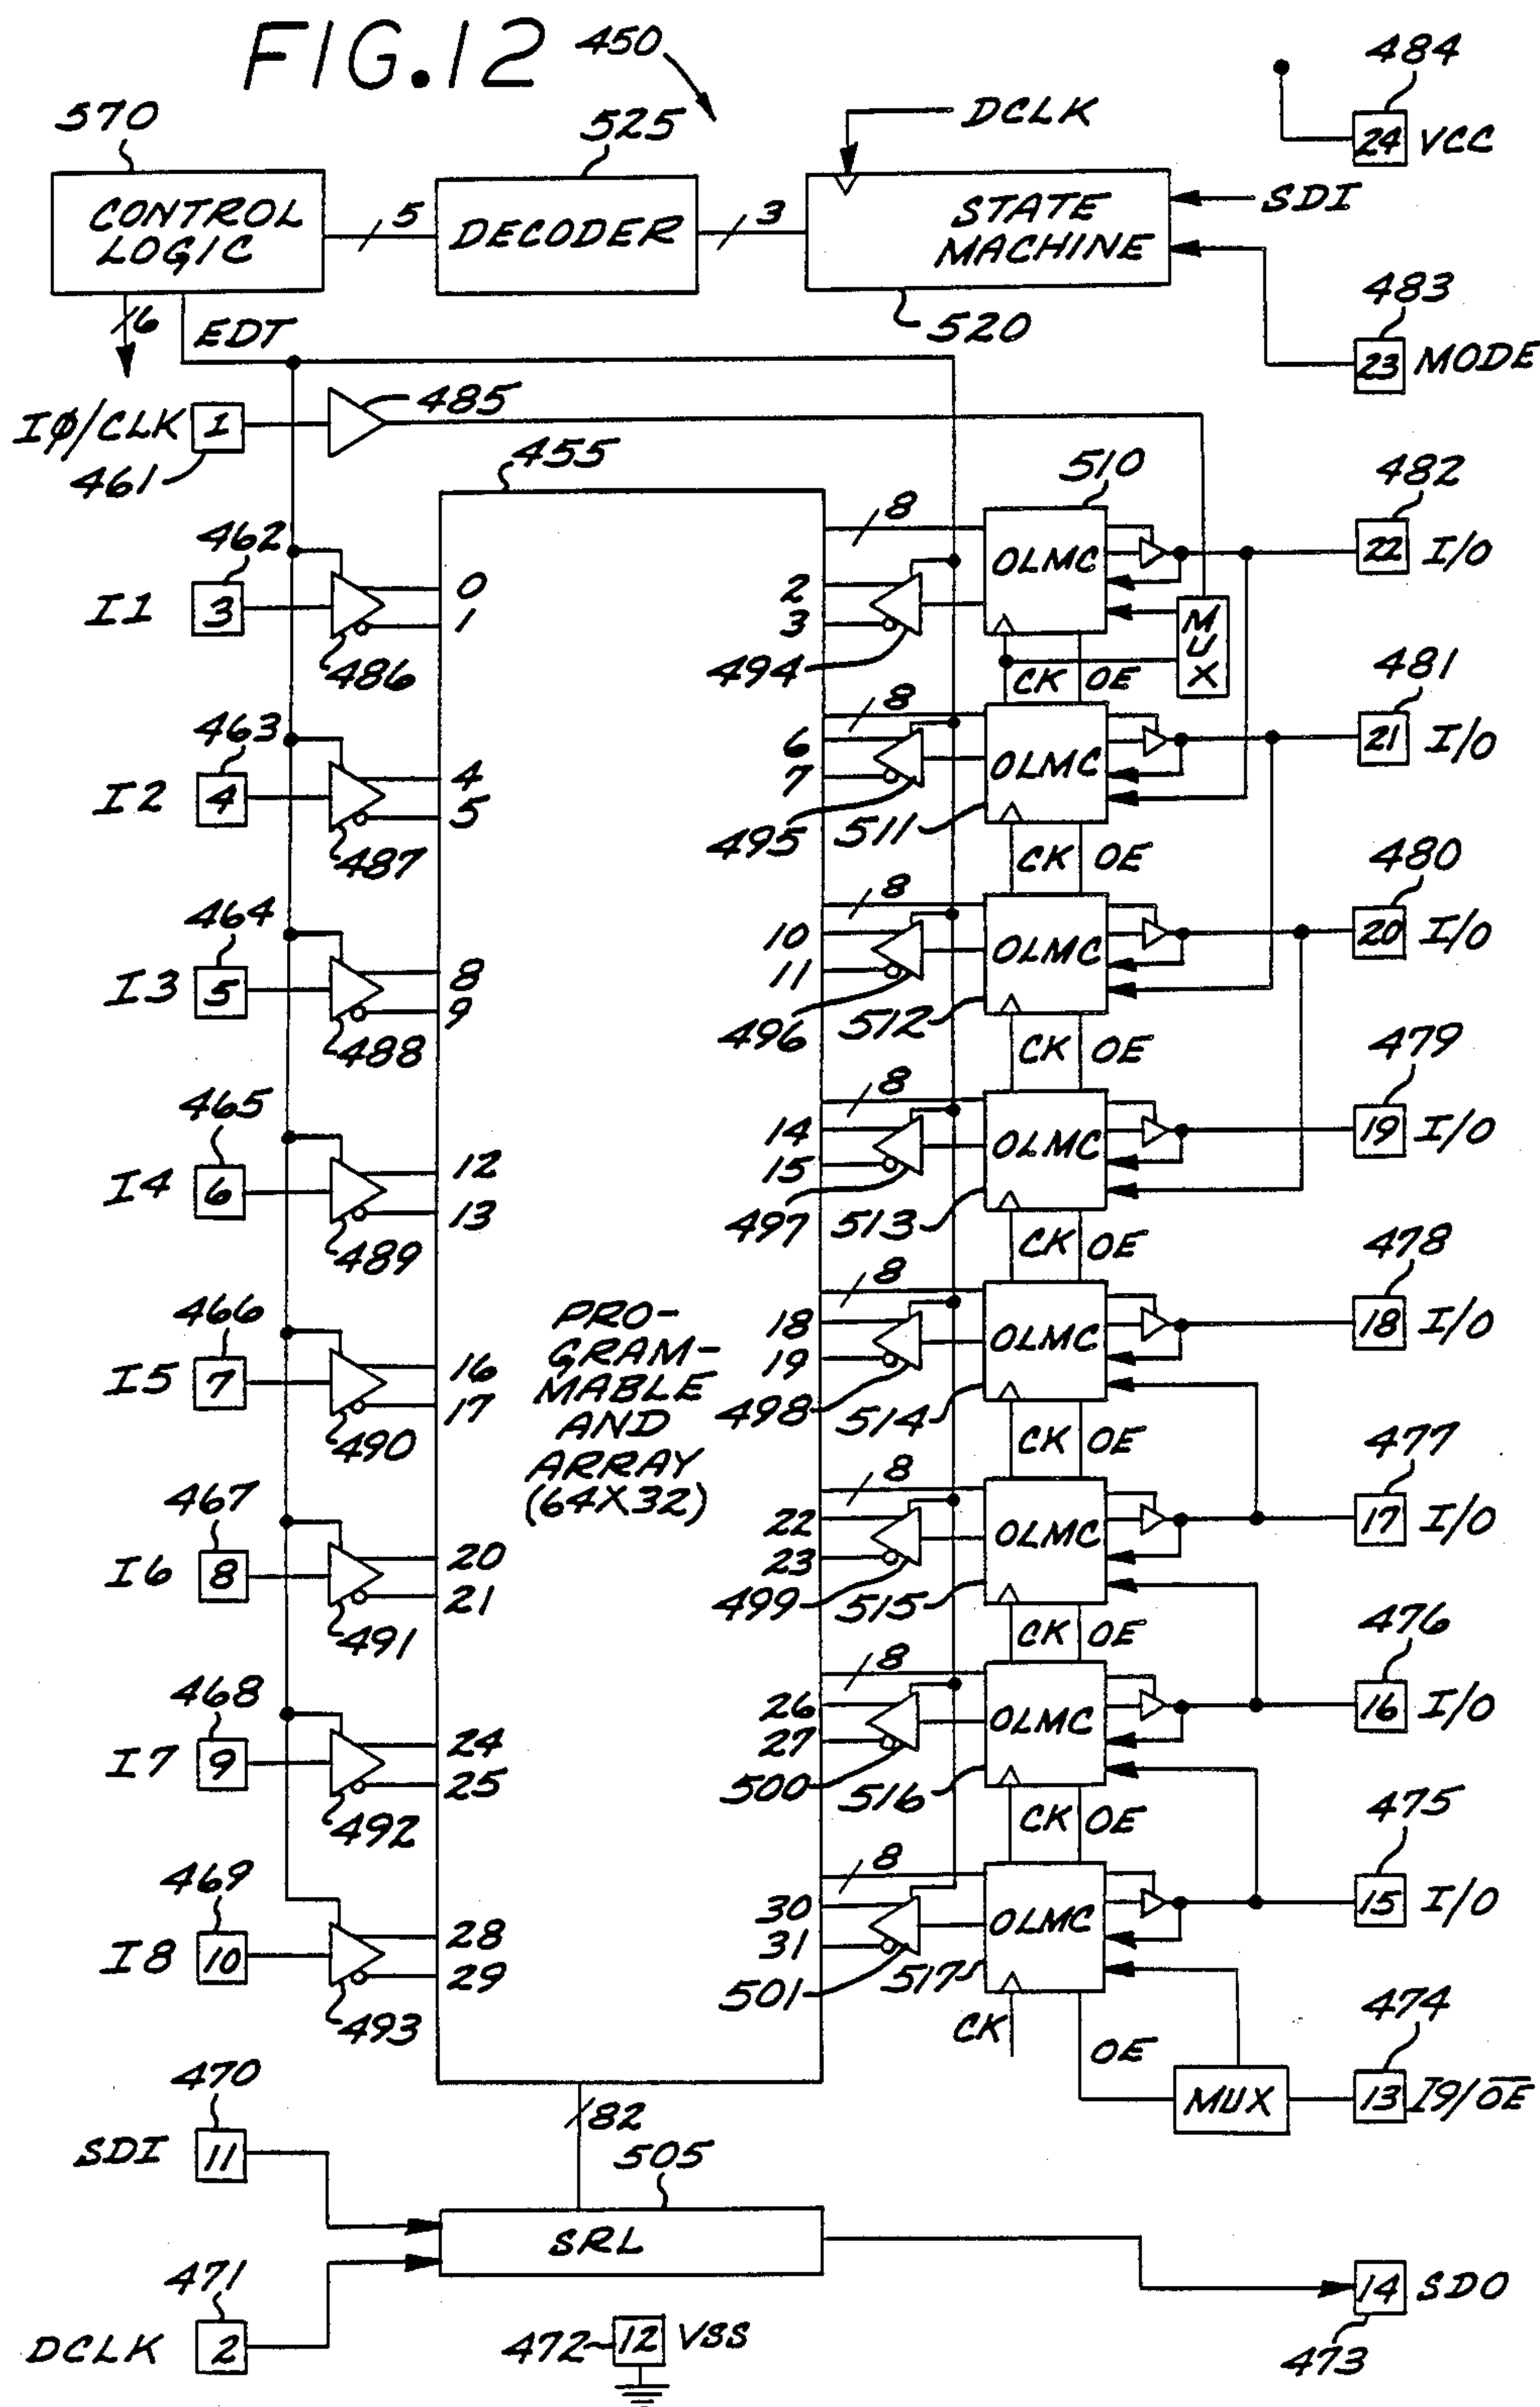 FIG.12
450
484
24 VCC
570
CONTROL
LOGIC
5
525
DECODER
3
DCLK
STATE
MACHINE
SDI
520
483
23 MODE
6
EDT
IØ/CLK 1
461
485
455
462
I1 3
486
0
1
463
I2 4
487
4
5
464
I3 5
488
8
9
465
I4 6
489
12
13
466
I5 7
490
16
17
467
I6 8
491
20
21
468
I7 9
492
24
25
469
I8 10
493
28
29
PRO-
GRAM-
MABLE
AND
ARRAY
(64X32)
8
2
3
494
510
OLMC
MUX
CK OE
482
22 I/O
8
6
7
495
511
OLMC
CK OE
481
21 I/O
8
10
11
496
512
OLMC
CK OE
480
20 I/O
8
14
15
497
513
OLMC
CK OE
479
19 I/O
8
18
19
498
514
OLMC
CK OE
478
18 I/O
8
22
23
499
515
OLMC
CK OE
477
17 I/O
8
26
27
500
516
OLMC
CK OE
476
16 I/O
8
30
31
501
517
OLMC
CK
OE
475
15 I/O
MUX
474
13 I9/O̅E̅
470
SDI 11
82
505
SRL
471
DCLK 2
472 12 VSS
14 SDO
473